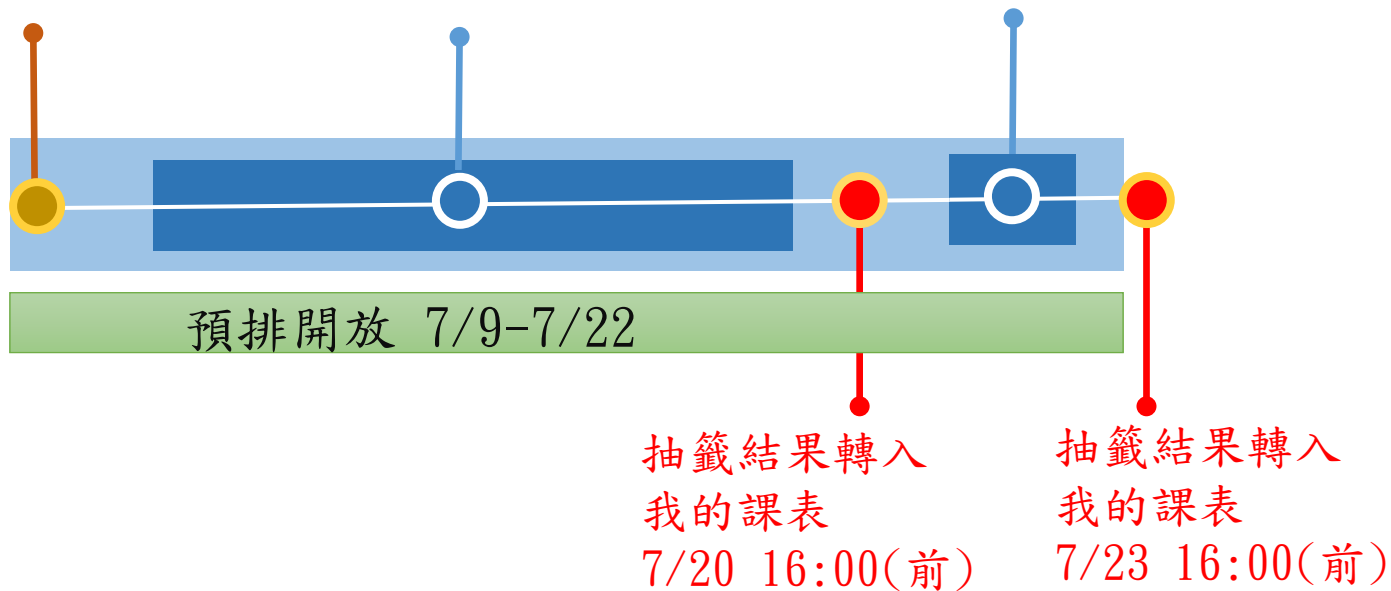 預排開放 7/9-7/22
抽籤結果轉入
我的課表
7/20 16:00(前)
抽籤結果轉入
我的課表
7/23 16:00(前)